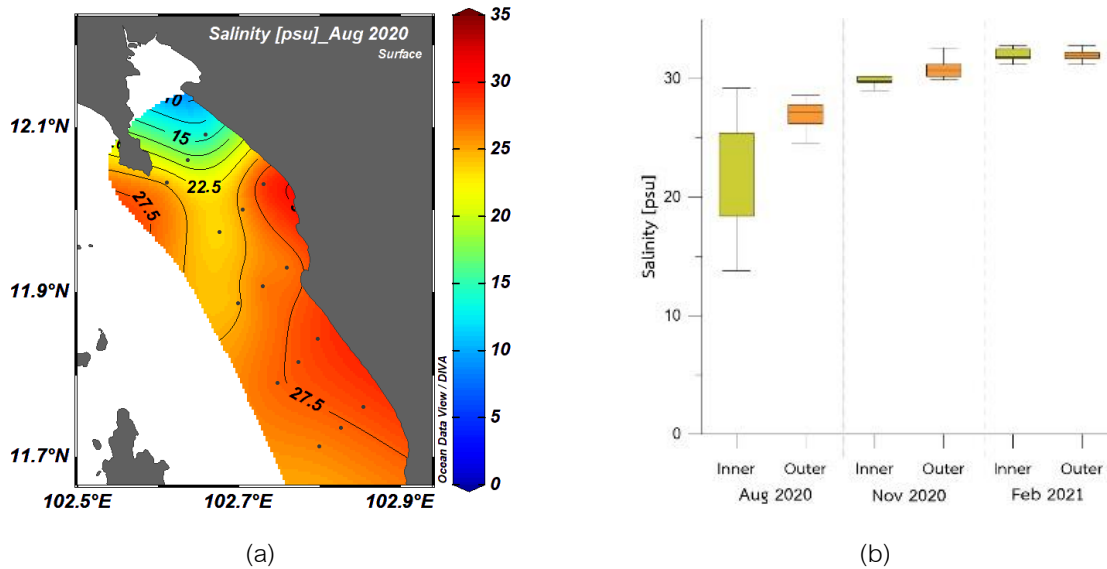 Salinity [psu]_Aug 2020
Surface
12.1°N
11.9°N
11.7°N
102.5°E
102.7°E
102.9°E
10
15
22.5
27.5
27.5
Ocean Data View / DIVA
35
30
25
20
15
10
5
0
(a)
Salinity [psu]
30
20
10
0
Inner
Outer
Inner
Outer
Inner
Outer
Aug 2020
Nov 2020
Feb 2021
(b)